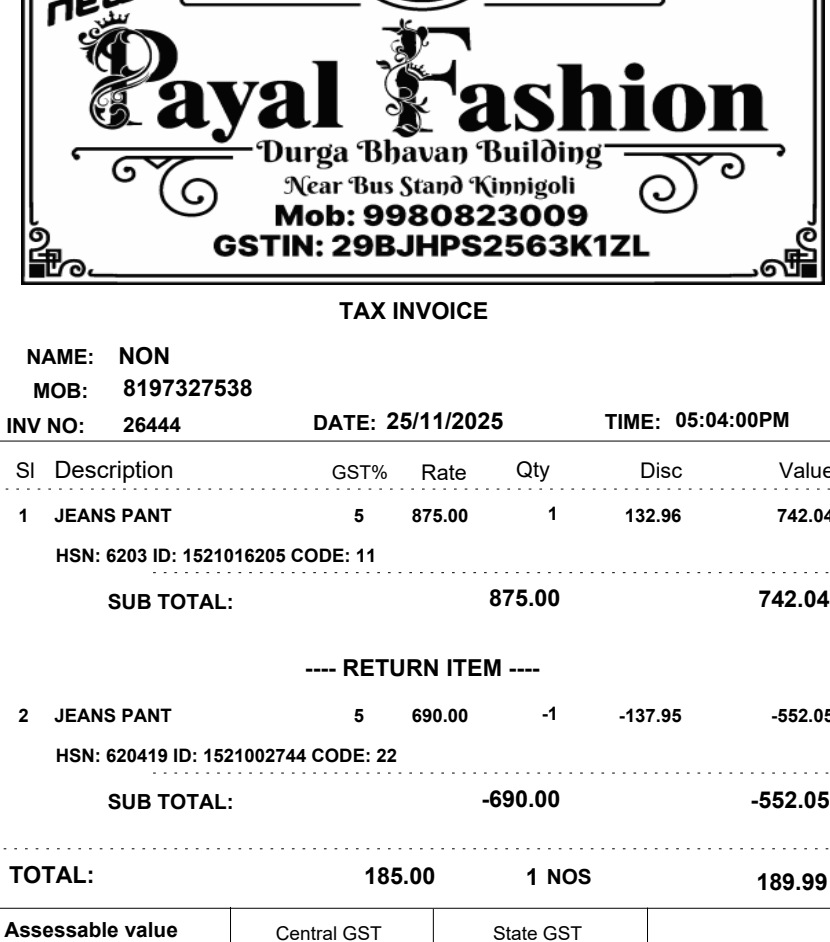 new
Payal Fashion
Durga Bhavan Building
Near Bus Stand Kinnigoli
Mob: 9980823009
GSTIN: 29BJHPS2563K1ZL
TAX INVOICE
NAME: NON
MOB: 8197327538
INV NO: 26444 DATE: 25/11/2025 TIME: 05:04:00PM
Sl Description GST% Rate Qty Disc Value
1 JEANS PANT 5 875.00 1 132.96 742.04
HSN: 6203 ID: 1521016205 CODE: 11
SUB TOTAL: 875.00 742.04
---- RETURN ITEM ----
2 JEANS PANT 5 690.00 -1 -137.95 -552.05
HSN: 620419 ID: 1521002744 CODE: 22
SUB TOTAL: -690.00 -552.05
TOTAL: 185.00 1 NOS 189.99
Assessable value Central GST State GST